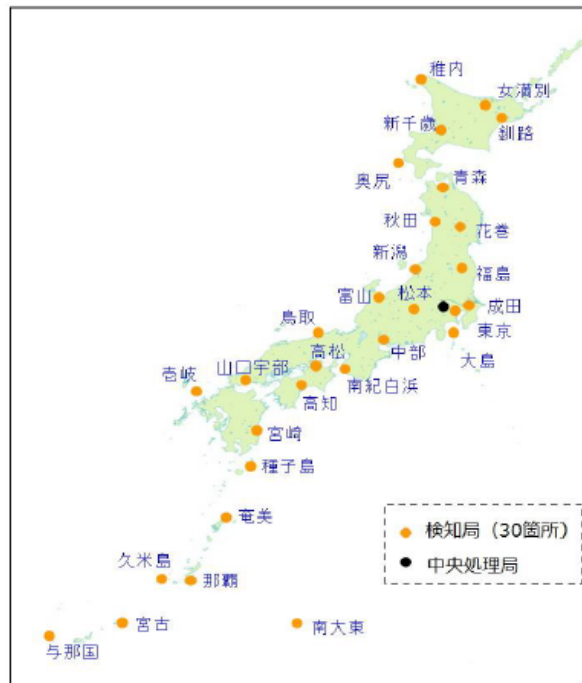 稚内
女満別
新千歳
釧路
奥尻
青森
秋田
花巻
新潟
福島
富山
松本
成田
鳥取
東京
高松
中部
大島
山口宇部
南紀白浜
壱岐
高知
宮崎
種子島
奄美
検知局（30箇所）
中央処理局
久米島
那覇
宮古
南大東
与那国